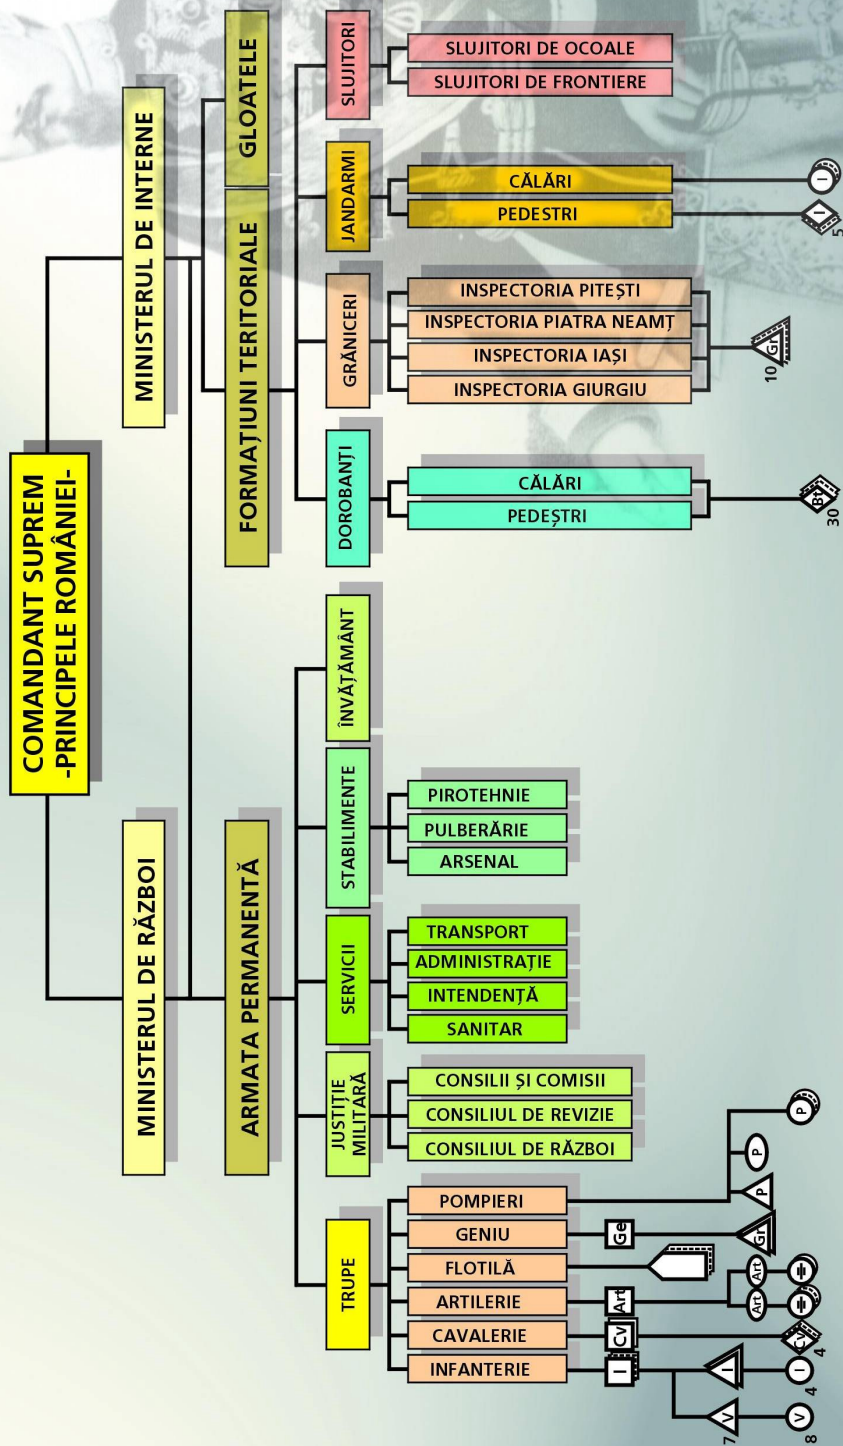 COMANDANT SUPREM
-PRINCIPELE ROMÂNIEI-
MINISTERUL DE RĂZBOI
MINISTERUL DE INTERNE
ARMATA PERMANENTĂ
FORMAȚIUNI TERITORIALE
GLOATELE
TRUPE
JUSTIȚIE
MILITARĂ
SERVICII
STABILIMENTE
ÎNVĂȚĂMÂNT
DOROBANȚI
GRĂNICERI
JANDARMI
SLUJITORI
INFANTERIE
CAVALERIE
ARTILERIE
FLOTILĂ
GENIU
POMPIERI
CONSILIUL DE RĂZBOI
CONSILIUL DE REVIZIE
CONSILII ȘI COMISII
SANITAR
INTENDENȚĂ
ADMINISTRAȚIE
TRANSPORT
ARSENAL
PULBERĂRIE
PIROTEHNIE
PEDEȘTRI
CĂLĂRI
INSPECTORIA GIURGIU
INSPECTORIA IAȘI
INSPECTORIA PIATRA NEAMȚ
INSPECTORIA PITEȘTI
PEDESTRI
CĂLĂRI
SLUJITORI DE FRONTIERE
SLUJITORI DE OCOALE
I
Cv
Art
Ge
V
7
I
Art
Art
Gr
P
P
P
V
8
I
4
Cv
4
Bt
30
Gr
10
I
5
I